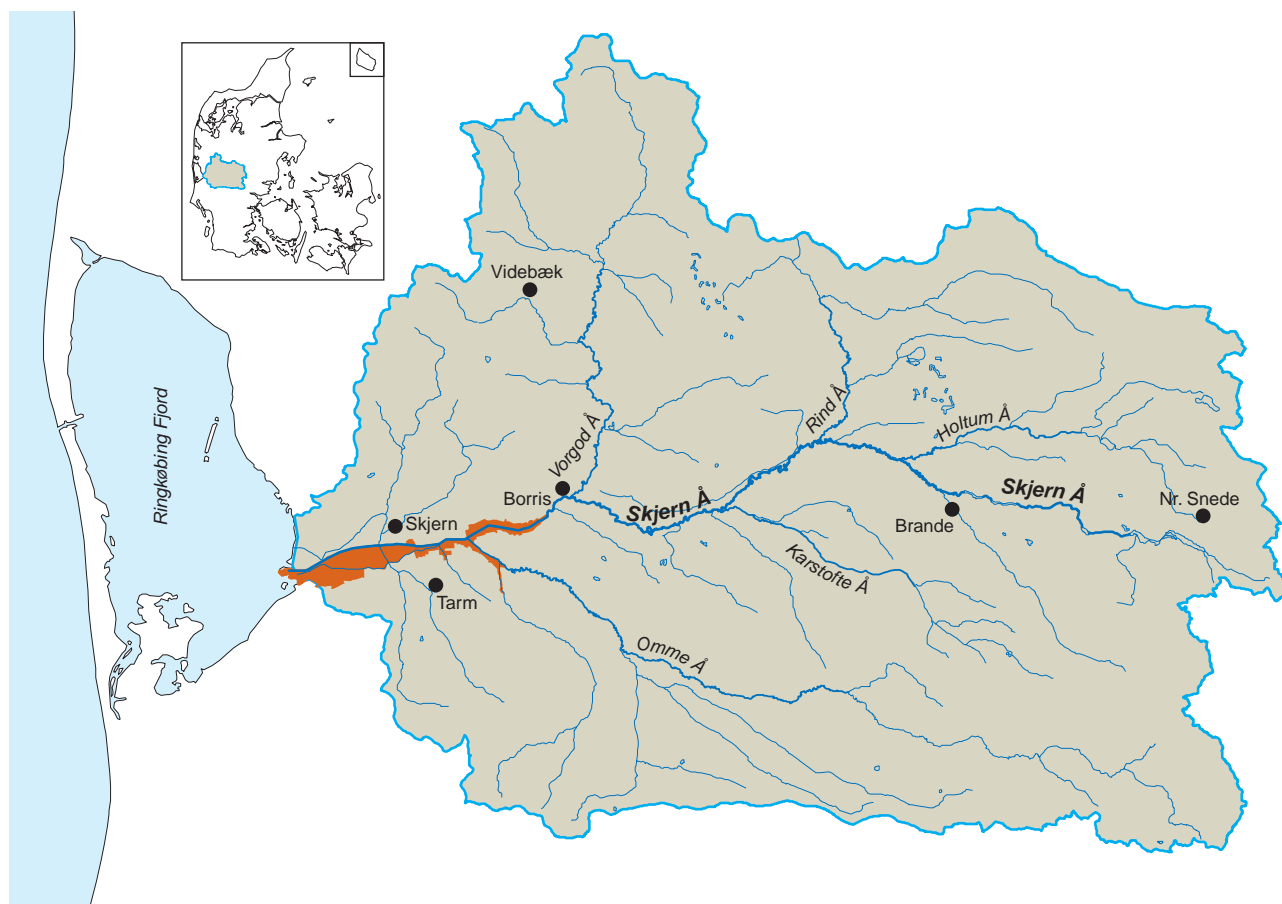 Videbæk
Ringkøbing Fjord
Vorgod Å
Rind Å
Holtum Å
Borris
Skjern Å
Skjern Å
Nr. Snede
Skjern
Brande
Karstofte Å
Tarm
Omme Å